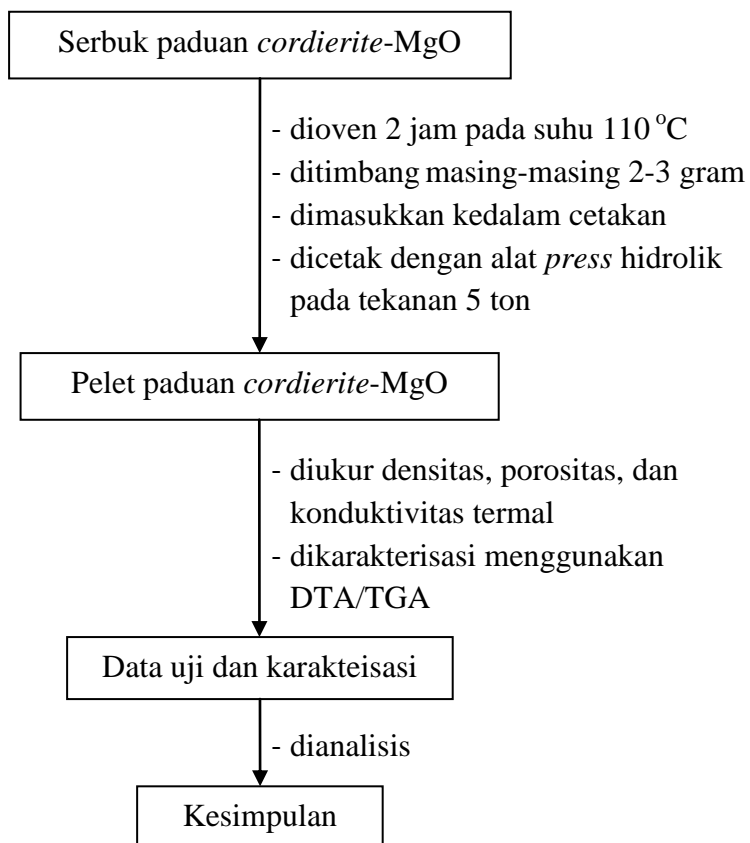 Serbuk paduan cordierite-MgO
- dioven 2 jam pada suhu 110 °C
- ditimbang masing-masing 2-3 gram
- dimasukkan kedalam cetakan
- dicetak dengan alat press hidrolik
pada tekanan 5 ton
Pelet paduan cordierite-MgO
- diukur densitas, porositas, dan
konduktivitas termal
- dikarakterisasi menggunakan
DTA/TGA
Data uji dan karakteisasi
- dianalisis
Kesimpulan